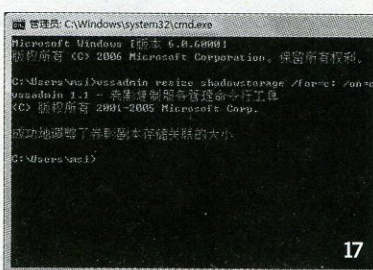 管理员: C:\Windows\system32\cmd.exe
Microsoft Windows [版本 6.0.6000]
版权所有 (C) 2006 Microsoft Corporation。保留所有权利。
C:\Users\msi>vssadmin resize shadowstorage /for=c: /on=c
vssadmin 1.1 - 卷影复制服务管理命令行工具
(C) 版权所有 2001-2005 Microsoft Corp.
成功地调整了卷影副本存储关联的大小
C:\Users\msi>
17